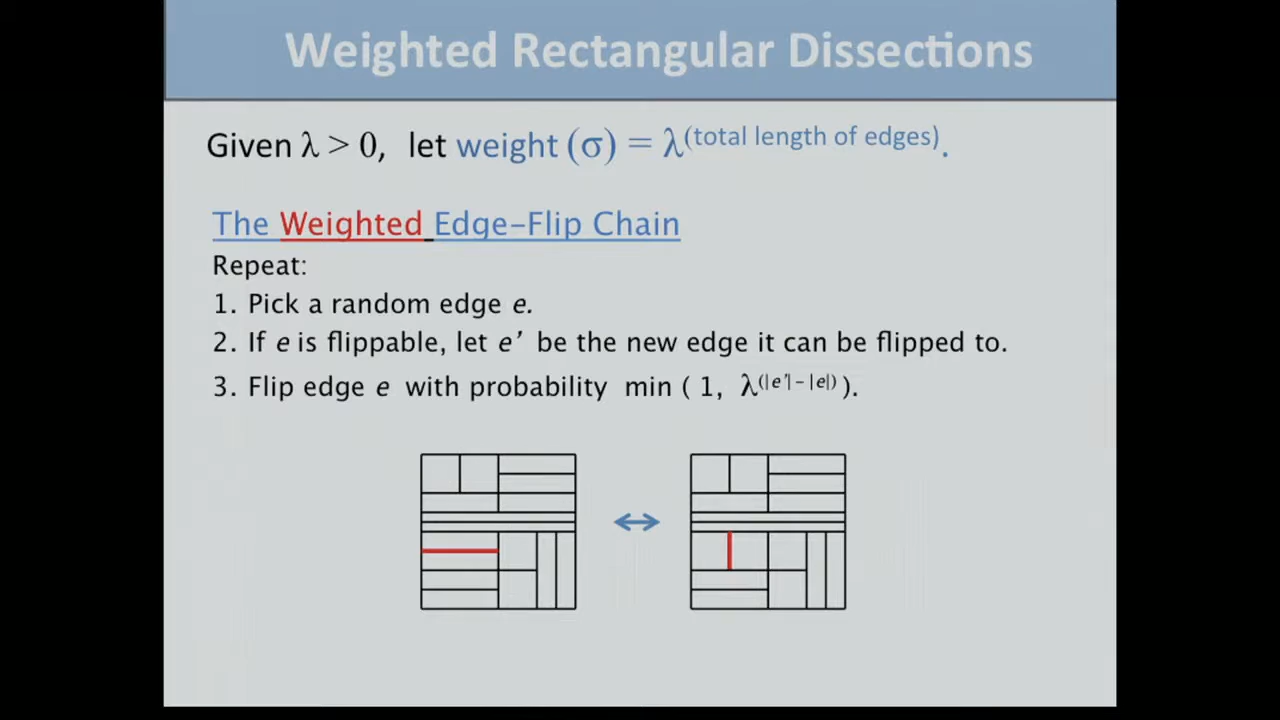 Weighted Rectangular Dissections
Given λ > 0, let weight (σ) = λ(total length of edges).
The Weighted Edge-Flip Chain
Repeat:
1. Pick a random edge e.
2. If e is flippable, let e’ be the new edge it can be flipped to.
3. Flip edge e with probability min ( 1, λ(|e’| – |e|) ).